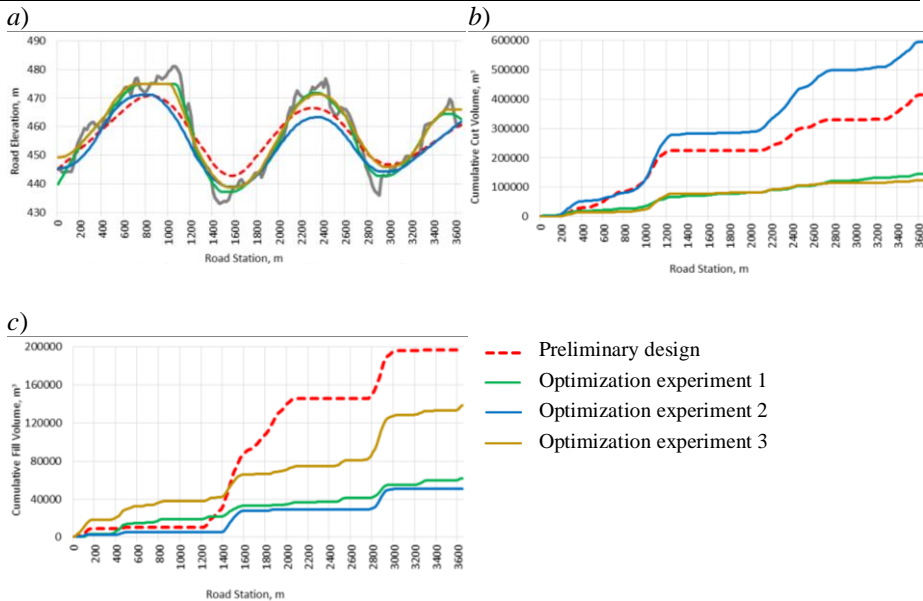 a)
490
480
470
460
450
440
430
Road Elevation, m
0 200 400 600 800 1000 1200 1400 1600 1800 2000 2200 2400 2600 2800 3000 3200 3400 3600
Road Station, m
b)
600000
500000
400000
300000
200000
100000
0
Cumulative Cut Volume, m³
0 200 400 600 800 1000 1200 1400 1600 1800 2000 2200 2400 2600 2800 3000 3200 3400 3600
Road Station, m
c)
200000
160000
120000
80000
40000
0
Cumulative Fill Volume, m³
0 200 400 600 800 1000 1200 1400 1600 1800 2000 2200 2400 2600 2800 3000 3200 3400 3600
Road Station, m
Preliminary design
Optimization experiment 1
Optimization experiment 2
Optimization experiment 3